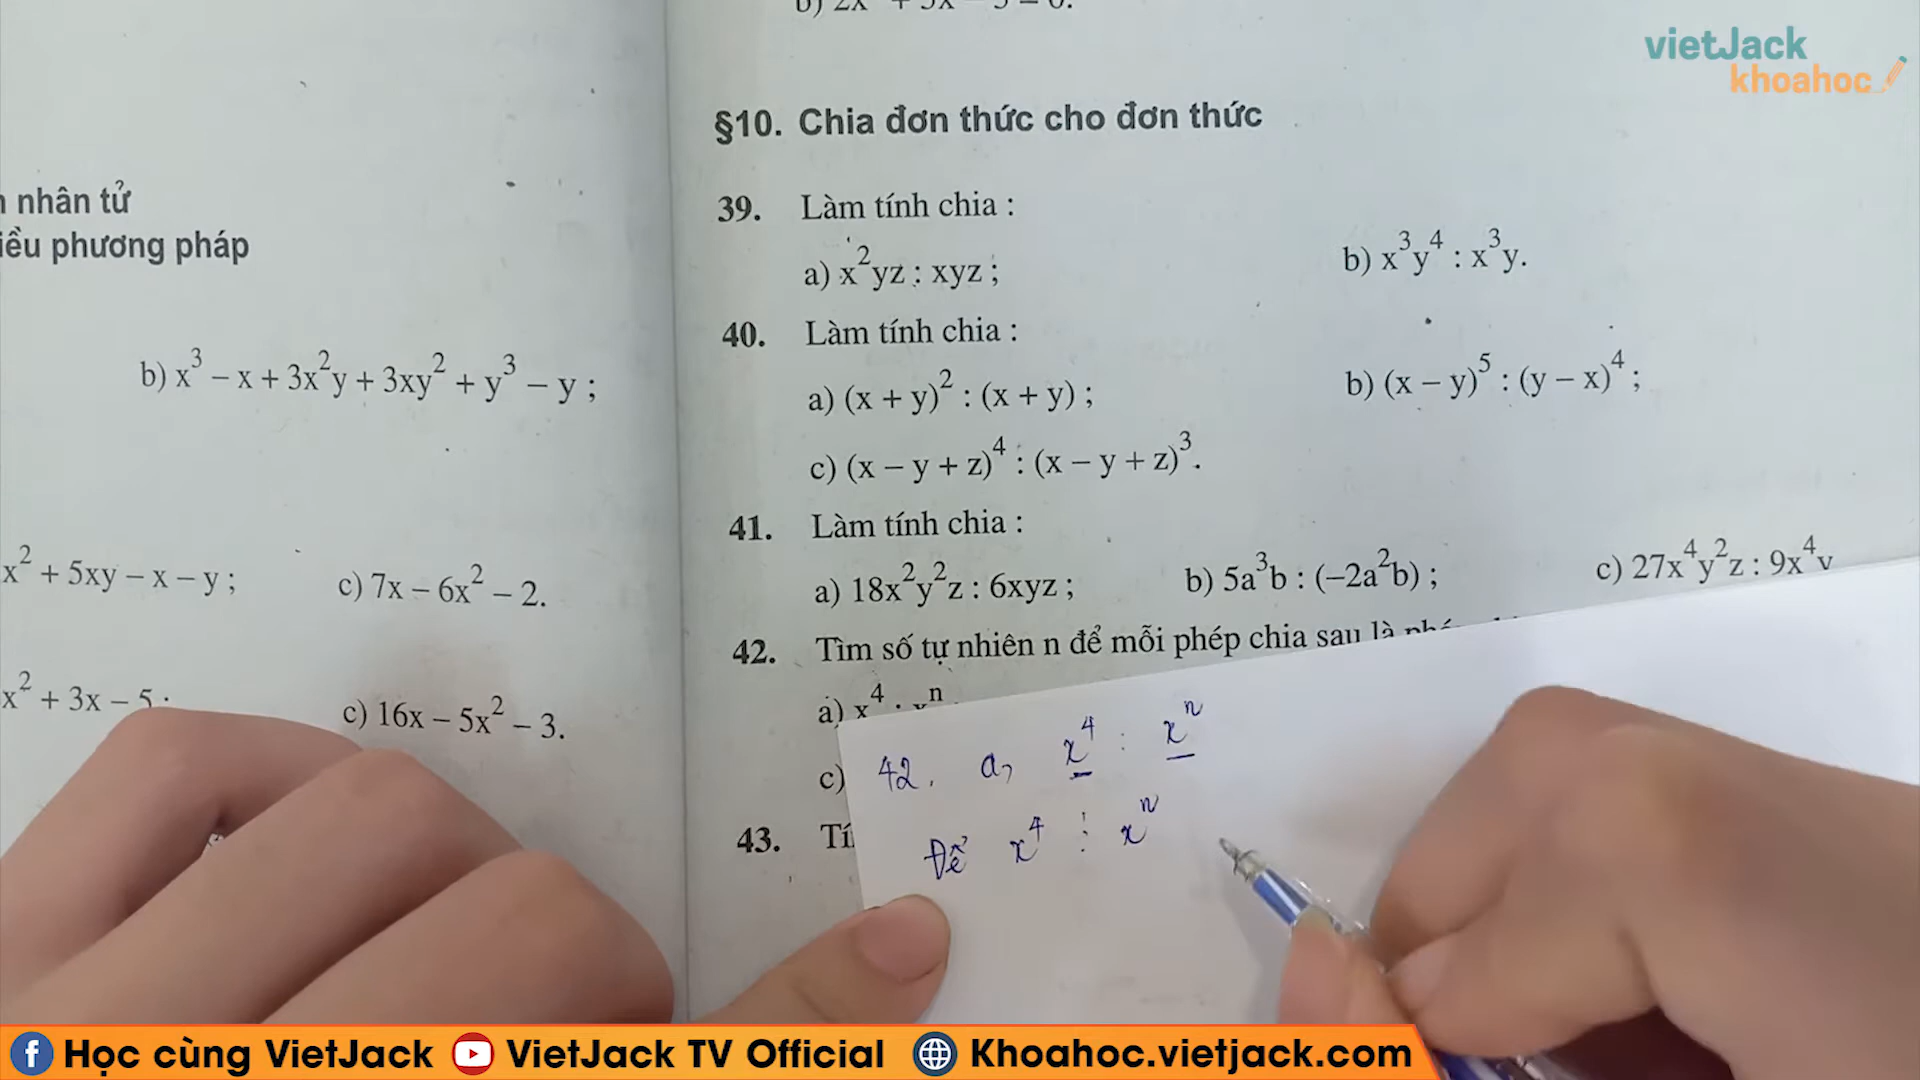 vietJack
khoahoc
§10. Chia đơn thức cho đơn thức
nhân tử
iều phương pháp
b) x³ – x + 3x²y + 3xy² + y³ – y ;
x² + 5xy – x – y ;
c) 7x – 6x² – 2.
x² + 3x – 5
c) 16x – 5x² – 3.
39. Làm tính chia :
a) x²yz : xyz ;
b) x³y⁴ : x³y.
40. Làm tính chia :
a) (x + y)² : (x + y) ;
b) (x – y)⁵ : (y – x)⁴ ;
c) (x – y + z)⁴ : (x – y + z)³.
41. Làm tính chia :
a) 18x²y²z : 6xyz ;
b) 5a³b : (–2a²b) ;
c) 27x⁴y²z : 9x⁴y
42. Tìm số tự nhiên n để mỗi phép chia sau là
a) x⁴ : xⁿ
c)
43.
42. a, x⁴ : xⁿ
Để x⁴ ⋮ xⁿ
Học cùng VietJack VietJack TV Official Khoahoc.vietjack.com